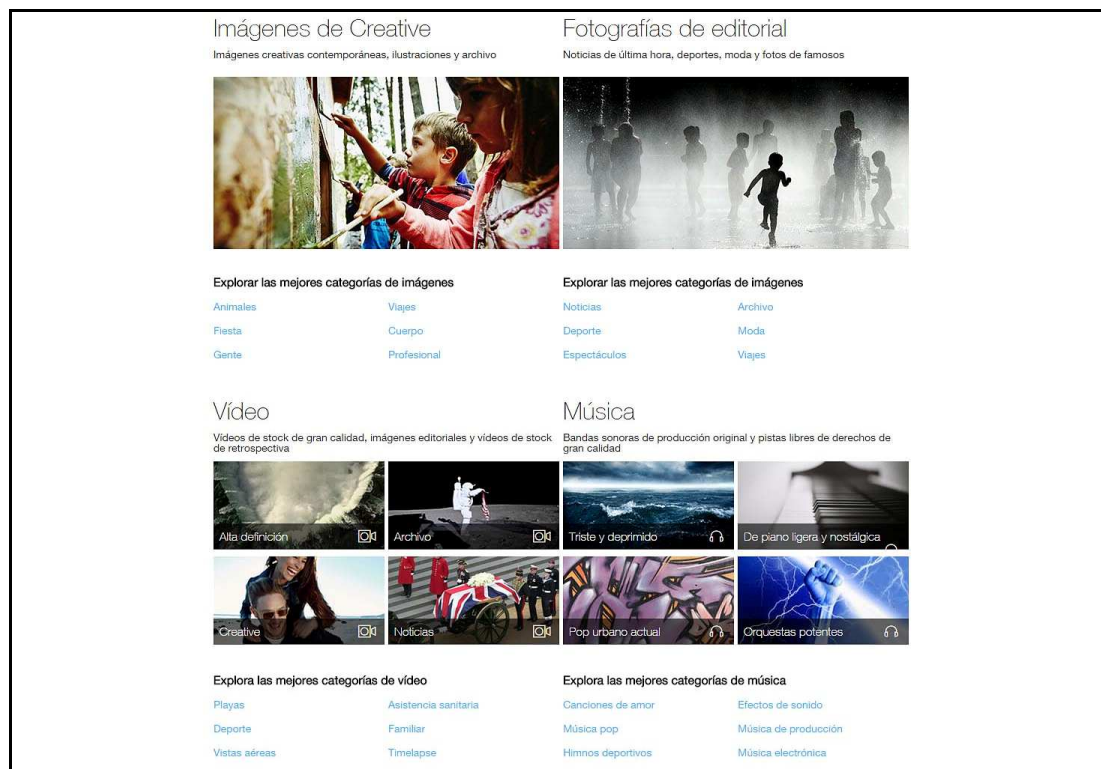 Imágenes de Creative
Imágenes creativas contemporáneas, ilustraciones y archivo
Fotografías de editorial
Noticias de última hora, deportes, moda y fotos de famosos
Explorar las mejores categorías de imágenes
Animales
Viajes
Fiesta
Cuerpo
Gente
Profesional
Explorar las mejores categorías de imágenes
Noticias
Archivo
Deporte
Moda
Espectáculos
Viajes
Vídeo
Vídeos de stock de gran calidad, imágenes editoriales y vídeos de stock
de retrospectiva
Alta definición
Archivo
Creative
Noticias
Música
Bandas sonoras de producción original y pistas libres de derechos de
gran calidad
Triste y deprimido
De piano ligera y nostálgica
Pop urbano actual
Orquestas potentes
Explora las mejores categorías de vídeo
Playas
Asistencia sanitaria
Deporte
Familiar
Vistas aéreas
Timelapse
Explora las mejores categorías de música
Canciones de amor
Efectos de sonido
Música pop
Música de producción
Himnos deportivos
Música electrónica